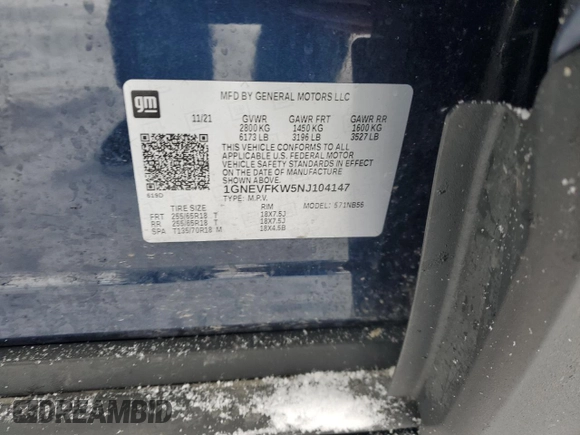 gm
MFD BY GENERAL MOTORS LLC
11/21 GVWR GAWR FRT GAWR RR
2800 KG 1450 KG 1600 KG
6173 LB 3196 LB 3527 LB
THIS VEHICLE CONFORMS TO ALL APPLICABLE
U.S. FEDERAL MOTOR
VEHICLE SAFETY STANDARDS IN EFFECT
ON THE DATE OF MANUFACTURE
SHOWN ABOVE.
1GNEVFKW5NJ104147
TYPE: M.P.V. MODEL:
TIRE SIZE RIM
FRT 255/65R18 T 18X7.5J
RR 255/65R18 T 18X7.5J
SPA T135/70R18 M 18X4.5B
DREAMBID